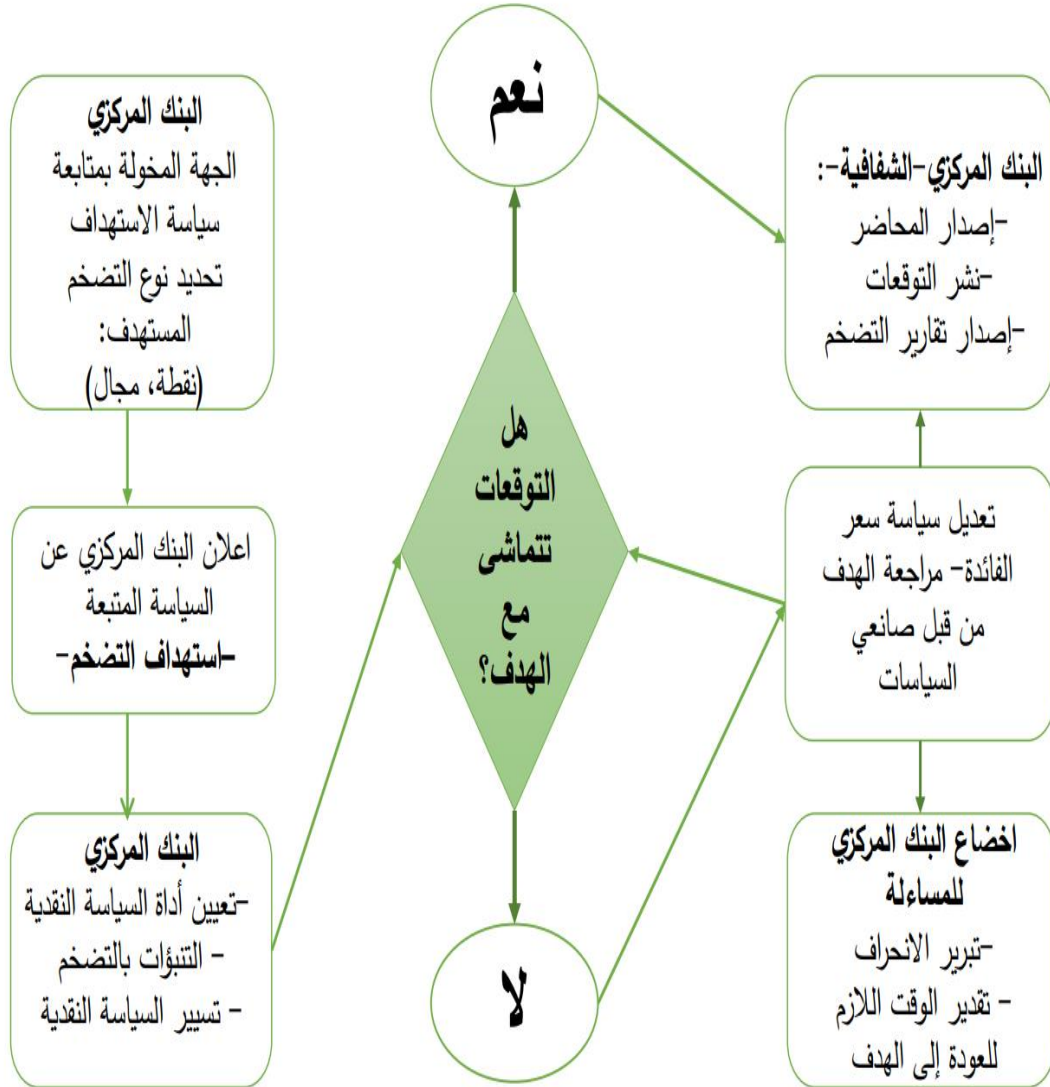 البنك المركزي
الجهة المخولة بمتابعة
سياسة الاستهداف
تحديد نوع التضخم
المستهدف:
(نقطة، مجال)
اعلان البنك المركزي عن
السياسة المتبعة
-استهداف التضخم-
البنك المركزي
-تعيين أداة السياسة النقدية
- التنبؤات بالتضخم
- تسيير السياسة النقدية
نعم
هل
التوقعات
تتماشى
مع
الهدف؟
لا
البنك المركزي-الشفافية-:
-إصدار المحاضر
-نشر التوقعات
-إصدار تقارير التضخم
تعديل سياسة سعر
الفائدة- مراجعة الهدف
من قبل صانعي
السياسات
اخضاع البنك المركزي
للمساءلة
-تبرير الانحراف
- تقدير الوقت اللازم
للعودة إلى الهدف